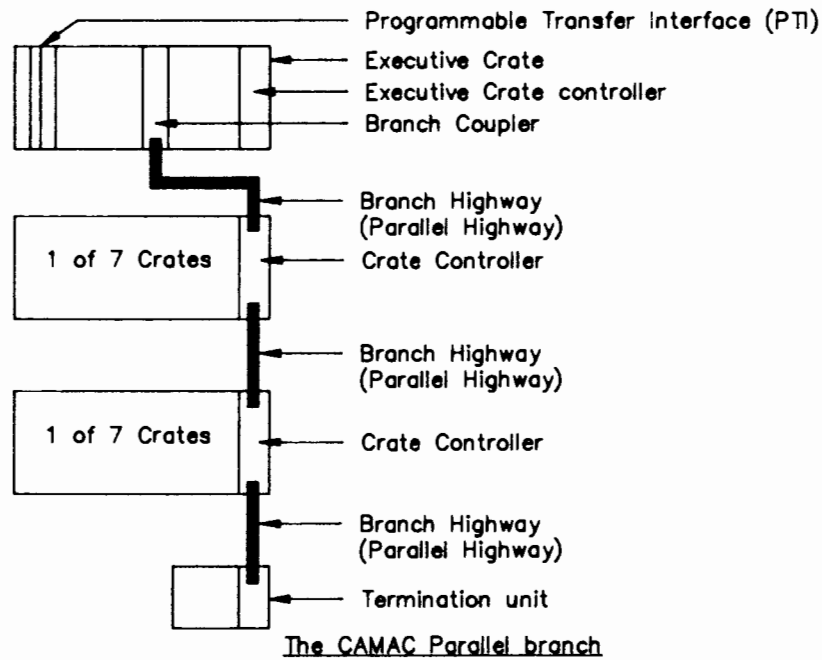 Programmable Transfer Interface (PTI)
Executive Crate
Executive Crate controller
Branch Coupler
Branch Highway
(Parallel Highway)
1 of 7 Crates
Crate Controller
Branch Highway
(Parallel Highway)
1 of 7 Crates
Crate Controller
Branch Highway
(Parallel Highway)
Termination unit
The CAMAC Parallel branch